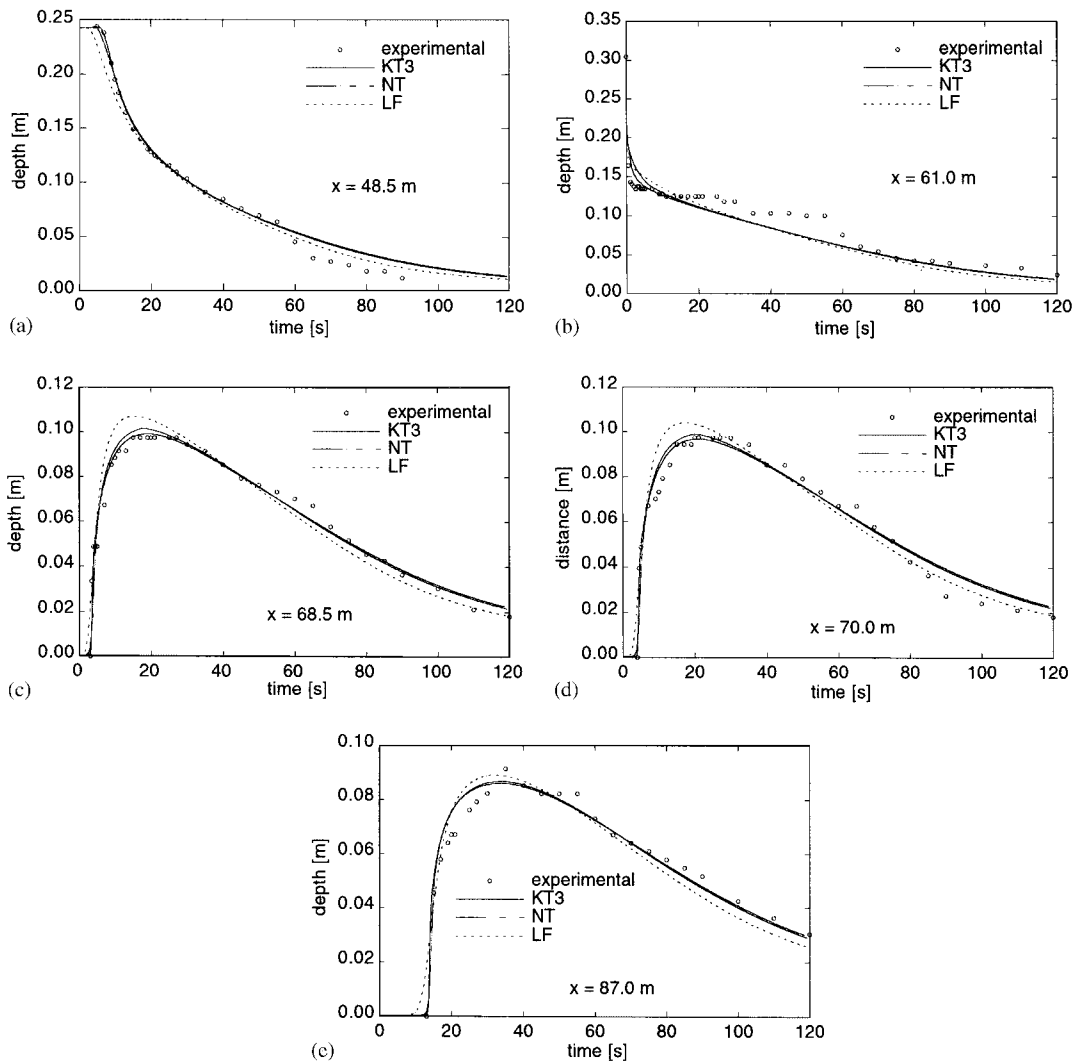 0.25
0.20
0.15
0.10
0.05
0.00
depth [m]
experimental
KT3
NT
LF
x = 48.5 m
0 20 40 60 80 100 120
time [s]
(a)
0.35
0.30
0.25
0.20
0.15
0.10
0.05
0.00
depth [m]
experimental
KT3
NT
LF
x = 61.0 m
0 20 40 60 80 100 120
time [s]
(b)
0.12
0.10
0.08
0.06
0.04
0.02
0.00
depth [m]
experimental
KT3
NT
LF
x = 68.5 m
0 20 40 60 80 100 120
time [s]
(c)
0.12
0.10
0.08
0.06
0.04
0.02
0.00
distance [m]
experimental
KT3
NT
LF
x = 70.0 m
0 20 40 60 80 100 120
time [s]
(d)
0.10
0.08
0.06
0.04
0.02
0.00
depth [m]
experimental
KT3
NT
LF
x = 87.0 m
0 20 40 60 80 100 120
time [s]
(e)